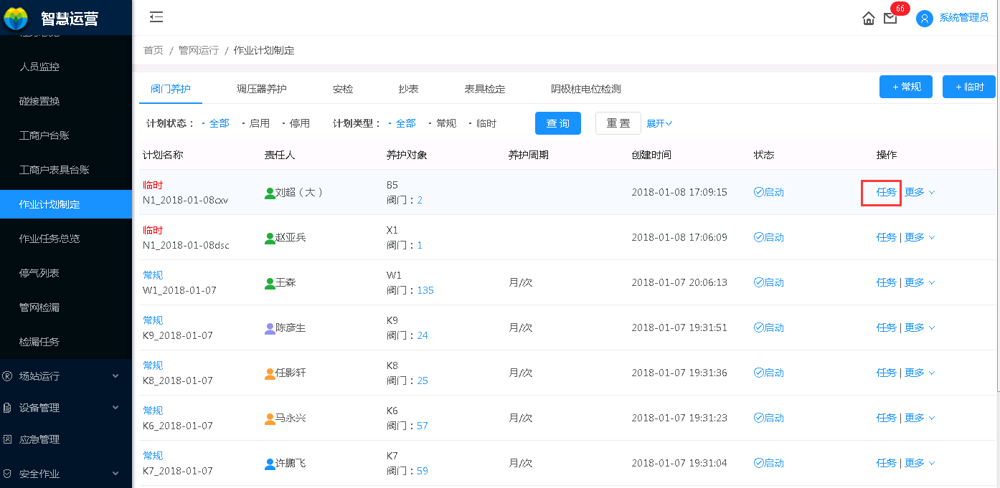 智慧运营
66
系统管理员
首页 / 管网运行 / 作业计划制定
人员监控
碰接置换
工商户台账
工商户表具台账
作业计划制定
作业任务总览
停气列表
管网检漏
检漏任务
场站运行
设备管理
应急管理
安全作业
阀门养护 调压器养护 安检 抄表 表具检定 阴极桩电位检测
+ 常规 + 临时
计划状态： · 全部 · 启用 · 停用 计划类型： · 全部 · 常规 · 临时 查询 重置 展开
计划名称 责任人 养护对象 养护周期 创建时间 状态 操作
临时
N1_2018-01-08cxv
刘超（大）
B5
阀门：2
2018-01-08 17:09:15 启动 任务 更多
临时
N1_2018-01-08dsc
赵亚兵
X1
阀门：1
2018-01-08 17:06:09 启动 任务 | 更多
常规
W1_2018-01-07
王森
W1
阀门：135
月/次 2018-01-07 20:06:13 启动 任务 | 更多
常规
K9_2018-01-07
陈彦生
K9
阀门：24
月/次 2018-01-07 19:31:51 启动 任务 | 更多
常规
K8_2018-01-07
任影轩
K8
阀门：25
月/次 2018-01-07 19:31:36 启动 任务 | 更多
常规
K6_2018-01-07
马永兴
K6
阀门：57
月/次 2018-01-07 19:31:23 启动 任务 | 更多
常规
K7_2018-01-07
许鹏飞
K7
阀门：59
月/次 2018-01-07 19:31:04 启动 任务 | 更多